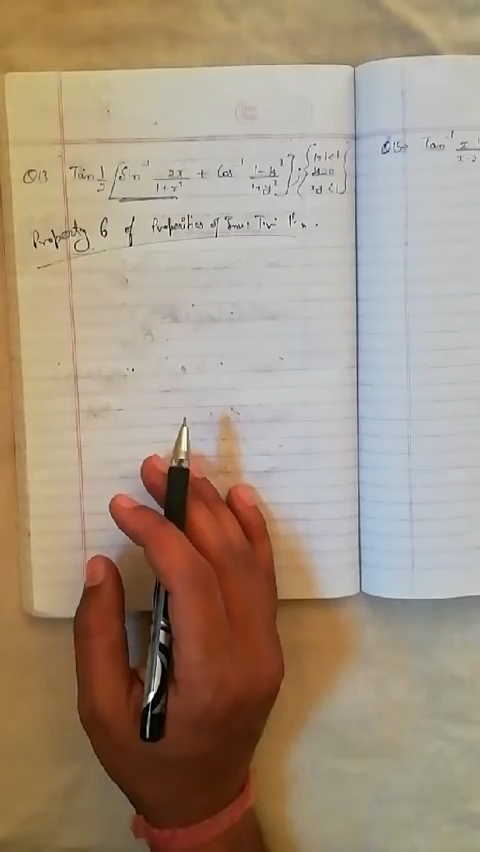 Q13 Tan 1/2 [Sin⁻¹ 2x/1+x² + Cos⁻¹ 1-y²/1+y²] ; { |x|<1 y>0 xy<1 }
Property 6 of Properties of Inv. Tri. fn.
Q15 Tan⁻¹